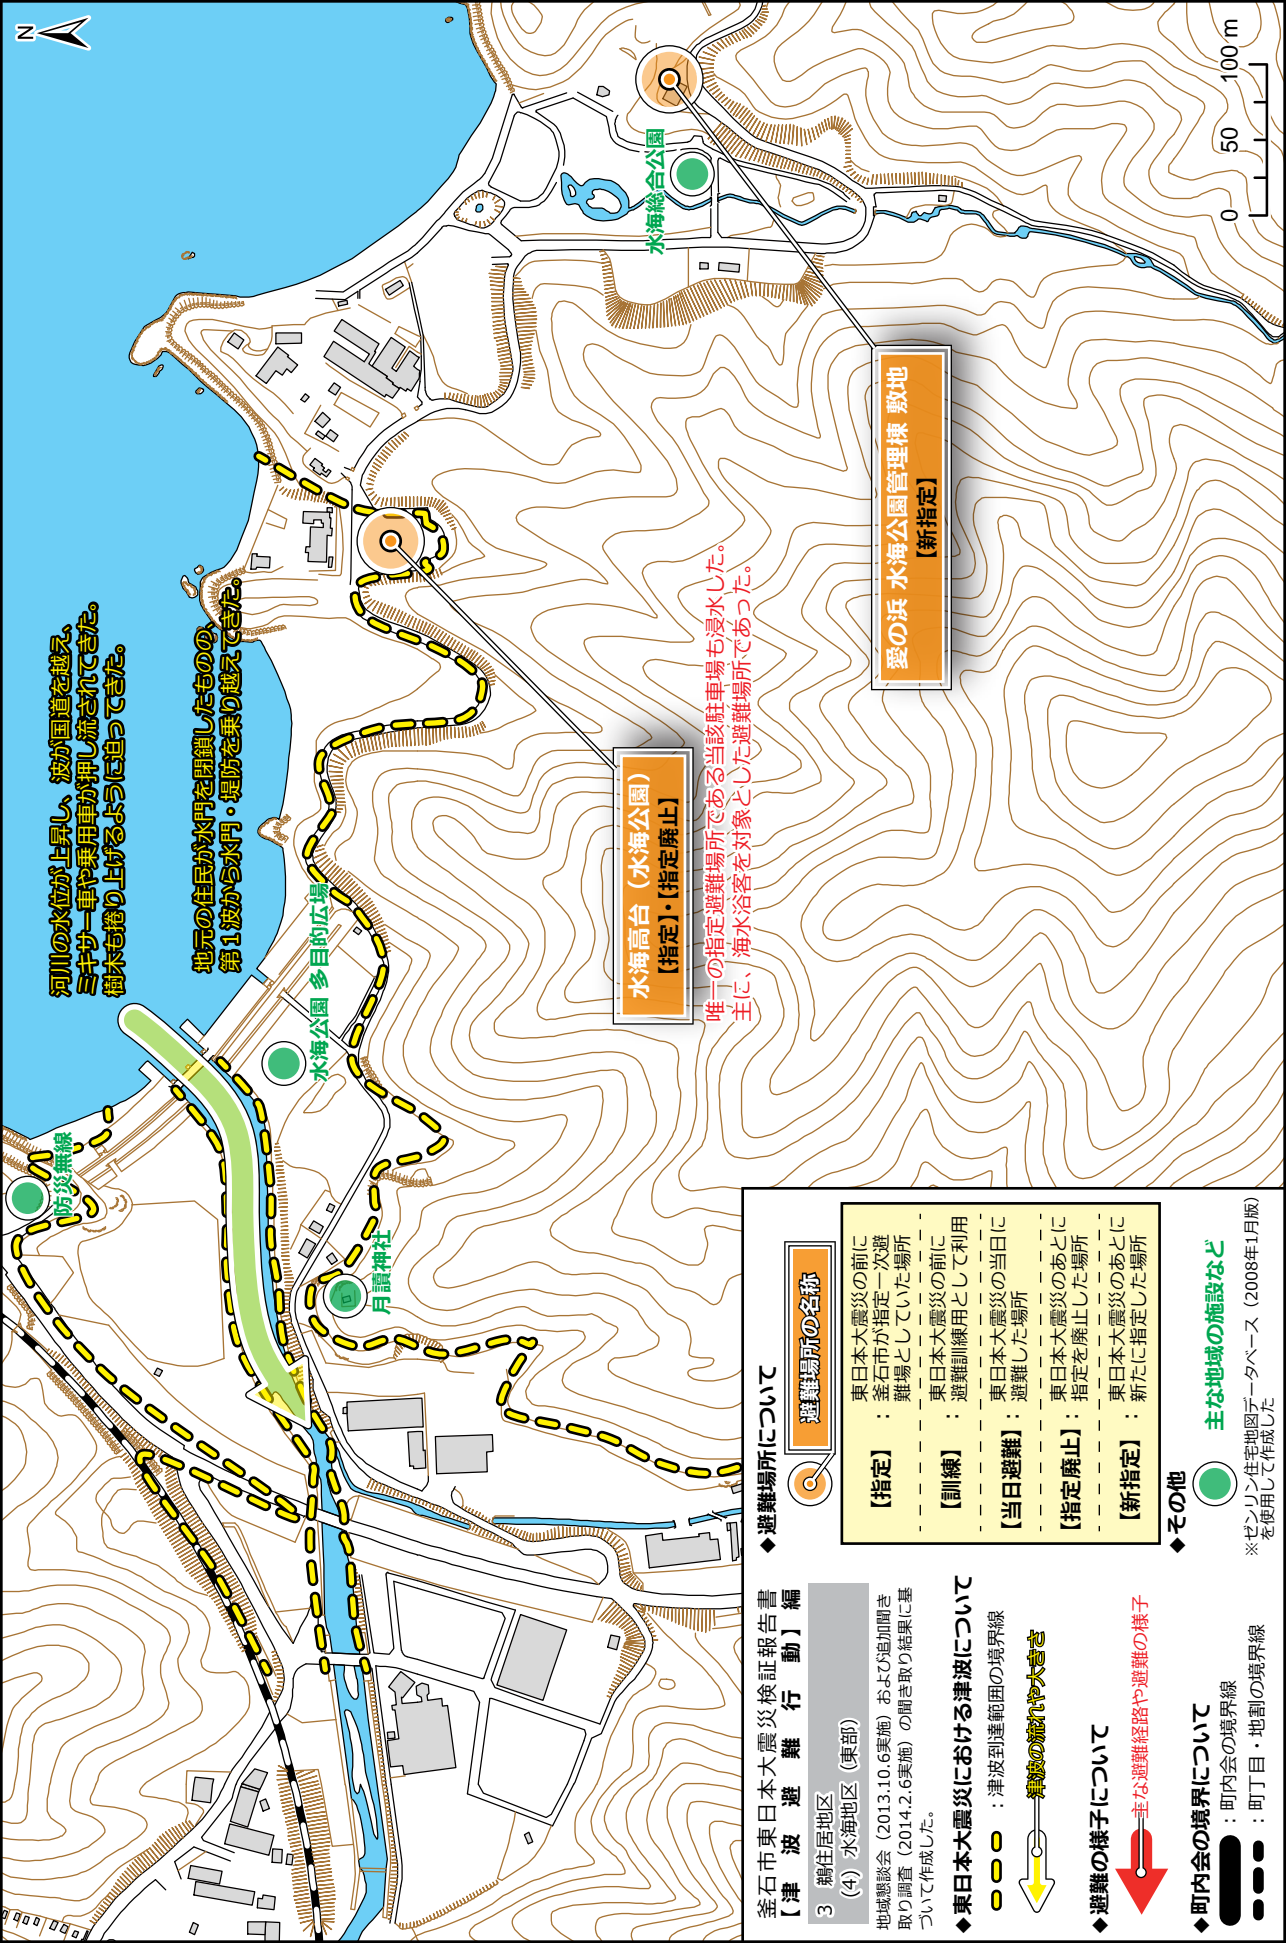 N
河川の水位が上昇し、波が国道を越え、
ミキサー車や乗用車が押し流されてきた。
樹木も捲り上げるように迫ってきた。
地元の住民が水門を閉鎖したものの、
第１波から水門・堤防を乗り越えてきた。
防災無線
水海公園 多目的広場
月讀神社
水海総合公園
水海高台（水海公園）
【指定】・【指定廃止】
唯一の指定避難場所である当該駐車場も浸水した。
主に、海水浴客を対象とした避難場所であった。
愛の浜 水海公園管理棟 敷地
【新指定】
0 50 100 m
釜石市東日本大震災検証報告書
【津波避難行動】編
3 鵜住居地区
(4) 水海地区（東部）
地域懇談会（2013.10.6実施）および追加聞き
取り調査（2014.2.6実施）の聞き取り結果に基
づいて作成した。
◆東日本大震災における津波について
：津波到達範囲の境界線
津波の流れや大きさ
◆避難の様子について
主な避難経路や避難の様子
◆町内会の境界について
：町内会の境界線
：町丁目・地割の境界線
◆避難場所について
避難場所の名称
【指定】：東日本大震災の前に
釜石市が指定一次避
難場としていた場所
【訓練】：東日本大震災の前に
避難訓練用として利用
【当日避難】：東日本大震災の当日に
避難した場所
【指定廃止】：東日本大震災のあとに
指定を廃止した場所
【新指定】：東日本大震災のあとに
新たに指定した場所
◆その他
主な地域の施設など
※ゼンリン住宅地図データベース（2008年1月版）
を使用して作成した